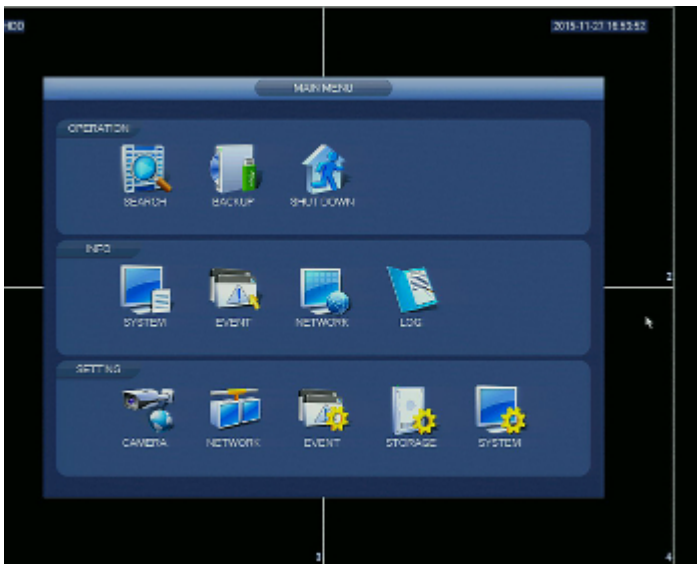 HDD 2015-11-27 16:53:52
MAIN MENU
OPERATION
SEARCH BACKUP SHUTDOWN
INFO
SYSTEM EVENT NETWORK LOG
2
SETTING
CAMERA NETWORK EVENT STORAGE SYSTEM
3 4